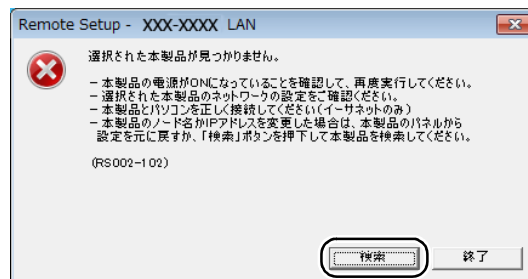 Remote Setup - XXX-XXXX LAN
選択された本製品が見つかりません。
- 本製品の電源がONになっていることを確認して、再度実行してください。
- 選択された本製品のネットワークの設定をご確認ください。
- 本製品とパソコンを正しく接続してください(イーサネットのみ)
- 本製品のノード名かIPアドレスを変更した場合は、本製品のパネルから
設定を元に戻すか、「検索」ボタンを押下して本製品を検索してください。
(RS002-102)
検索
終了